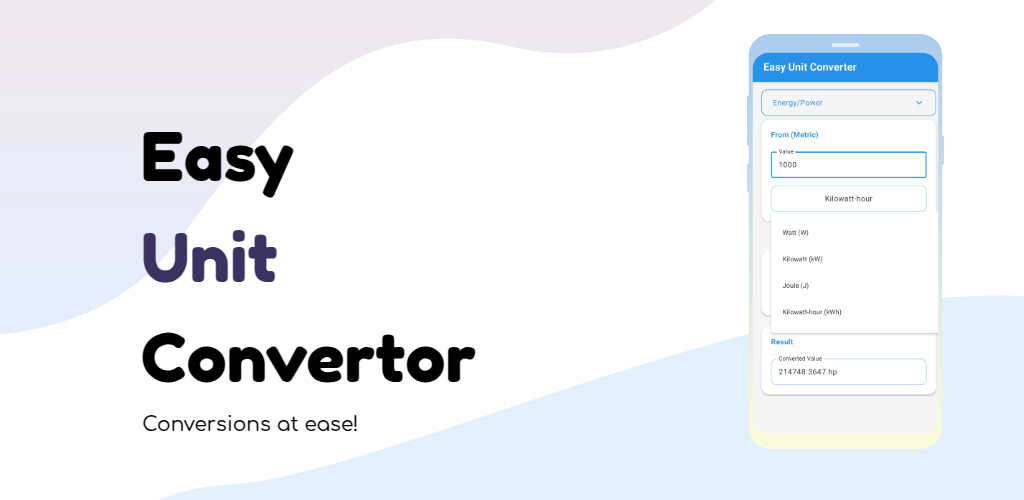 Easy
Unit
Convertor
Conversions at ease!
Easy Unit Converter
Energy/Power
From (Metric)
Value
1000
Kilowatt-hour
Watt (W)
Kilowatt (kW)
Joule (J)
Kilowatt-hour (kWh)
Result
Converted Value
214748.3647 hp